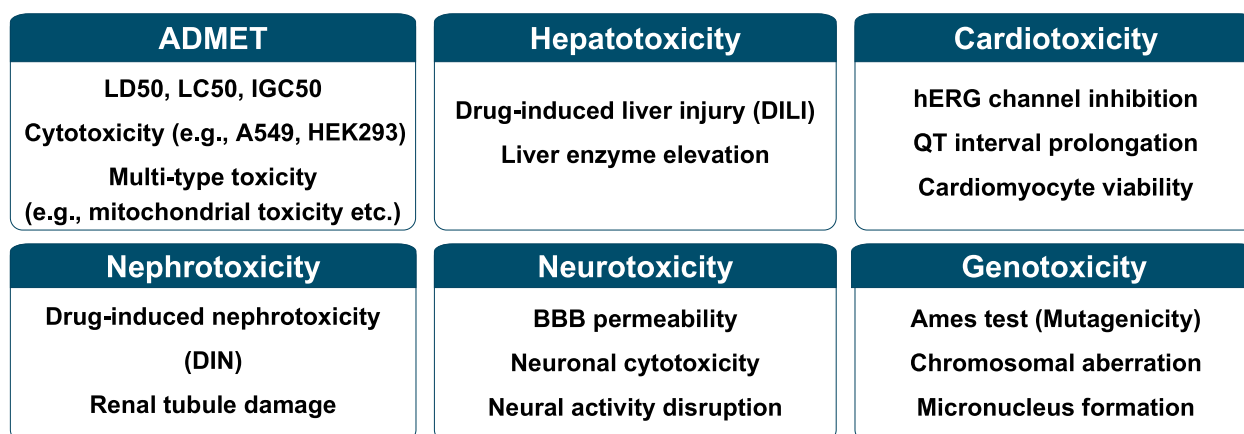 ADMET
LD50, LC50, IGC50
Cytotoxicity (e.g., A549, HEK293)
Multi-type toxicity
(e.g., mitochondrial toxicity etc.)
Hepatotoxicity
Drug-induced liver injury (DILI)
Liver enzyme elevation
Cardiotoxicity
hERG channel inhibition
QT interval prolongation
Cardiomyocyte viability
Nephrotoxicity
Drug-induced nephrotoxicity
(DIN)
Renal tubule damage
Neurotoxicity
BBB permeability
Neuronal cytotoxicity
Neural activity disruption
Genotoxicity
Ames test (Mutagenicity)
Chromosomal aberration
Micronucleus formation